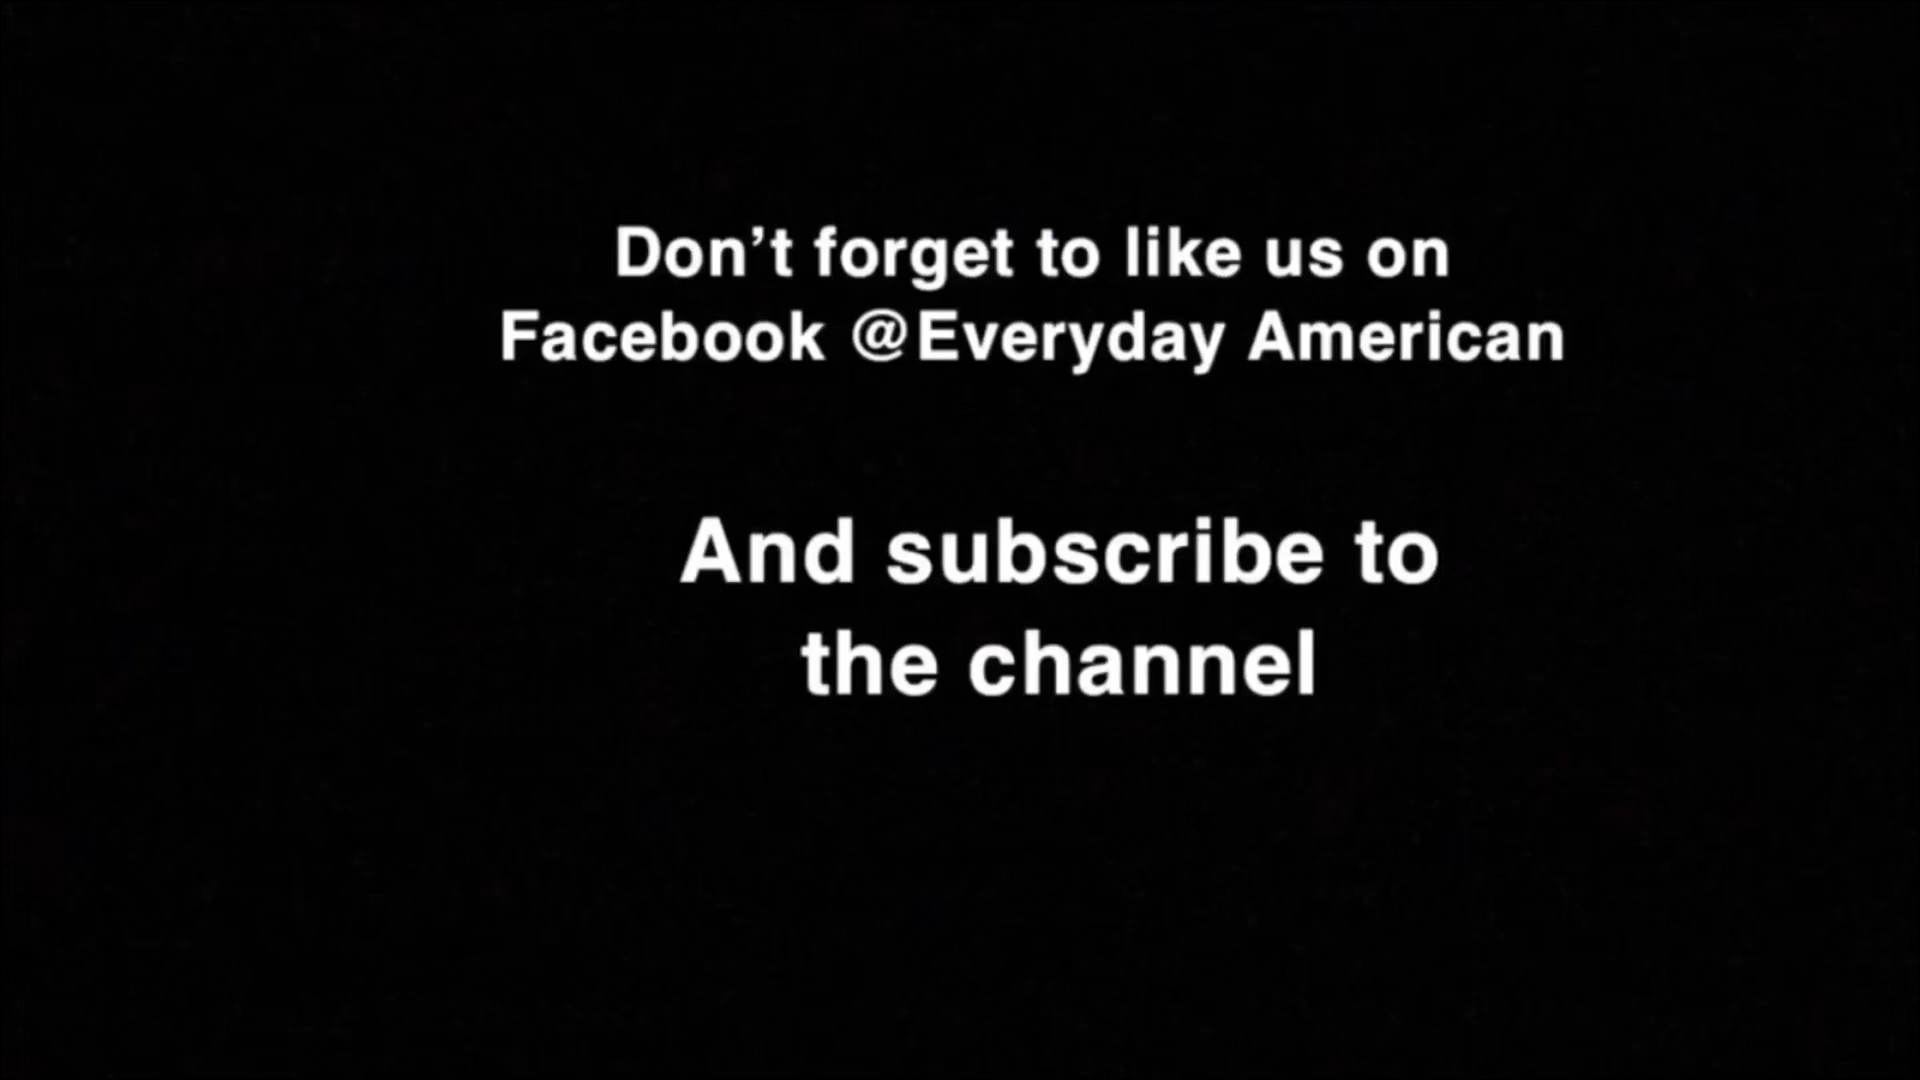 Don’t forget to like us on
Facebook @Everyday American
And subscribe to
the channel